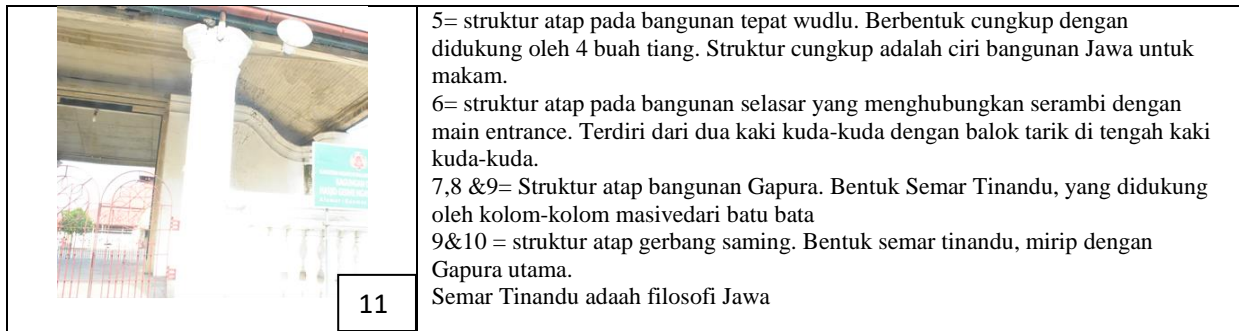 5= struktur atap pada bangunan tepat wudlu. Berbentuk cungkup dengan
didukung oleh 4 buah tiang. Struktur cungkup adalah ciri bangunan Jawa untuk
makam.
6= struktur atap pada bangunan selasar yang menghubungkan serambi dengan
main entrance. Terdiri dari dua kaki kuda-kuda dengan balok tarik di tengah kaki
kuda-kuda.
7,8 &9= Struktur atap bangunan Gapura. Bentuk Semar Tinandu, yang didukung
oleh kolom-kolom masivedari batu bata
9&10 = struktur atap gerbang saming. Bentuk semar tinandu, mirip dengan
Gapura utama.
Semar Tinandu adaah filosofi Jawa
11